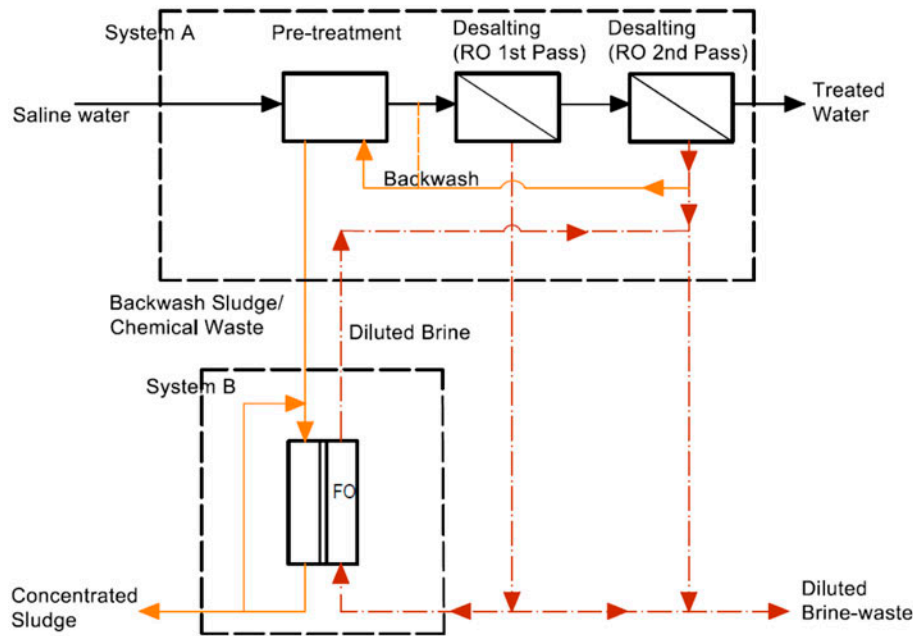 System A
Pre-treatment
Desalting
(RO 1st Pass)
Desalting
(RO 2nd Pass)
Saline water
Treated
Water
Backwash
Backwash Sludge/
Chemical Waste
Diluted Brine
System B
FO
Concentrated
Sludge
Diluted
Brine-waste